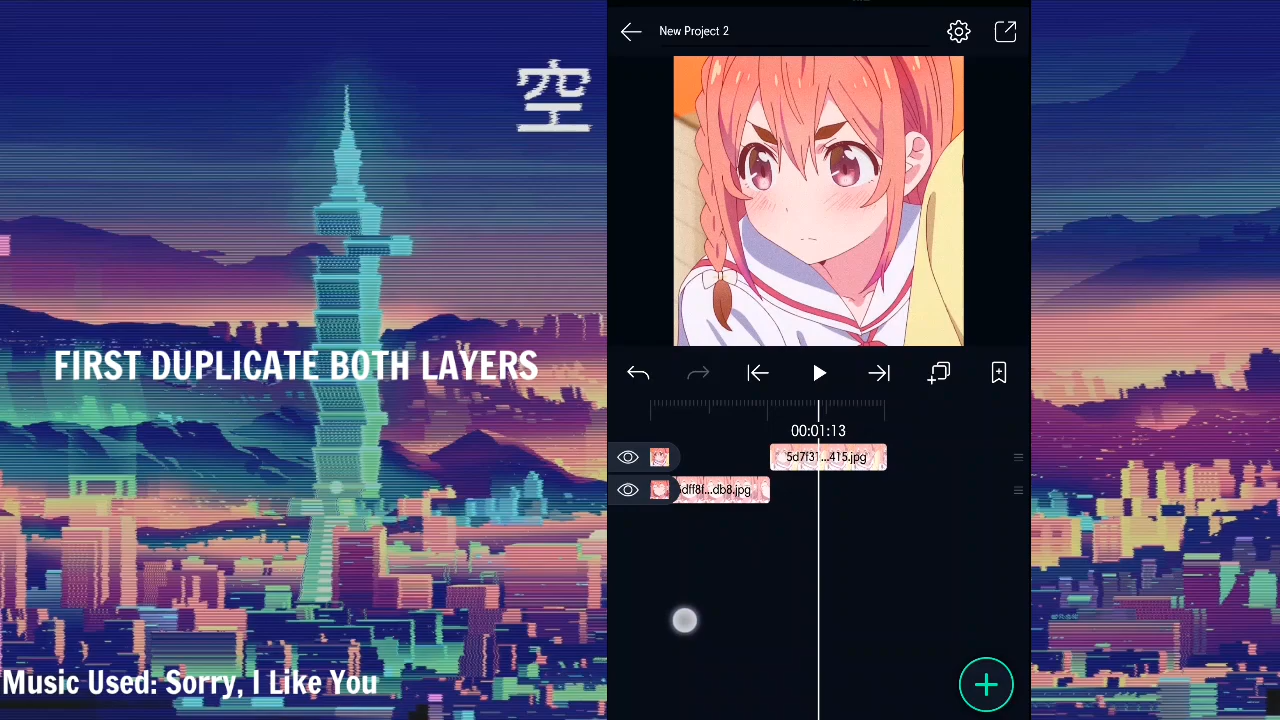 New Project 2
空
FIRST DUPLICATE BOTH LAYERS
00:01:13
5d7f31...415.jpg
dff8f...db8.jpg
Music Used: Sorry, I Like You